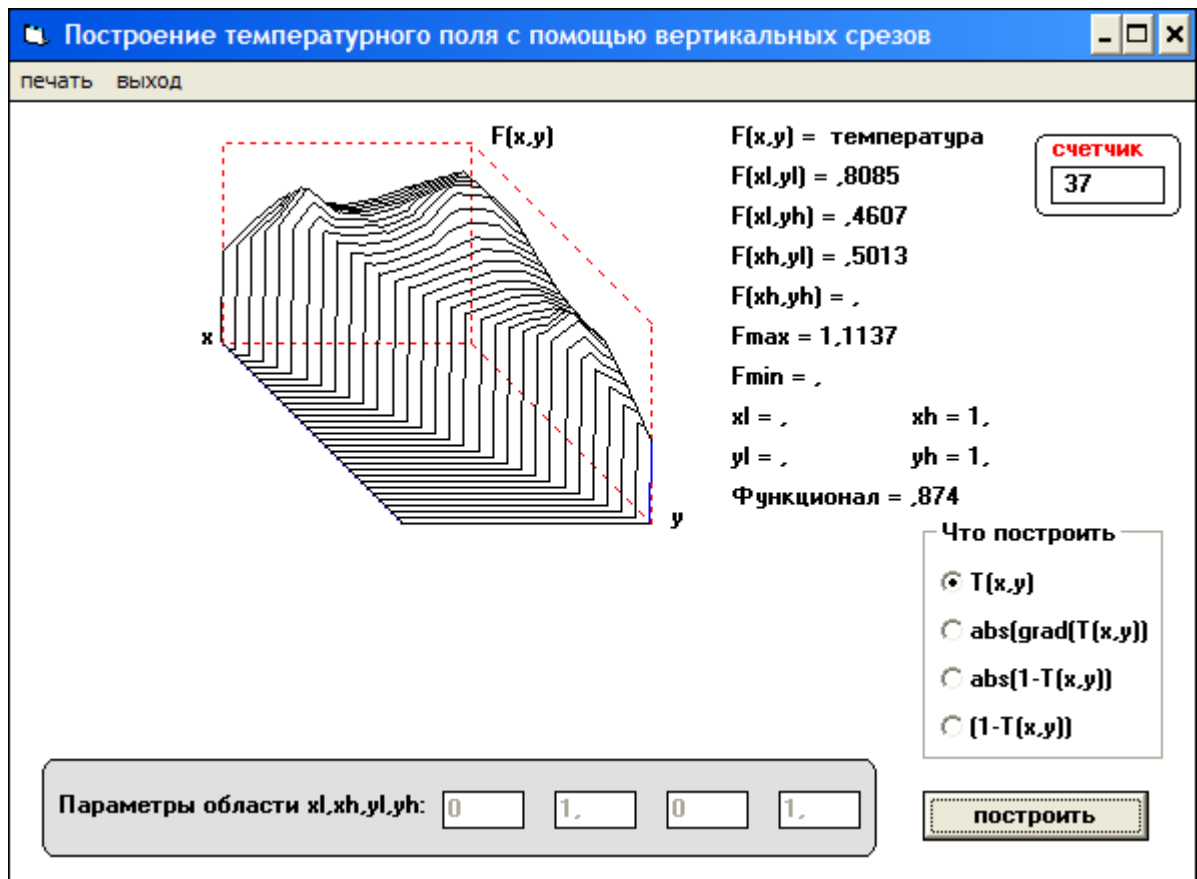 Построение температурного поля с помощью вертикальных срезов
печать выход
F(x,y)
x
y
F(x,y) = температура
F(xl,yl) = ,8085
F(xl,yh) = ,4607
F(xh,yl) = ,5013
F(xh,yh) = ,
Fmax = 1,1137
Fmin = ,
xl = , xh = 1,
yl = , yh = 1,
Функционал = ,874
счетчик
37
Что построить
T(x,y)
abs(grad(T(x,y))
abs(1-T(x,y))
(1-T(x,y))
Параметры области xl,xh,yl,yh: 0 1, 0 1,
построить